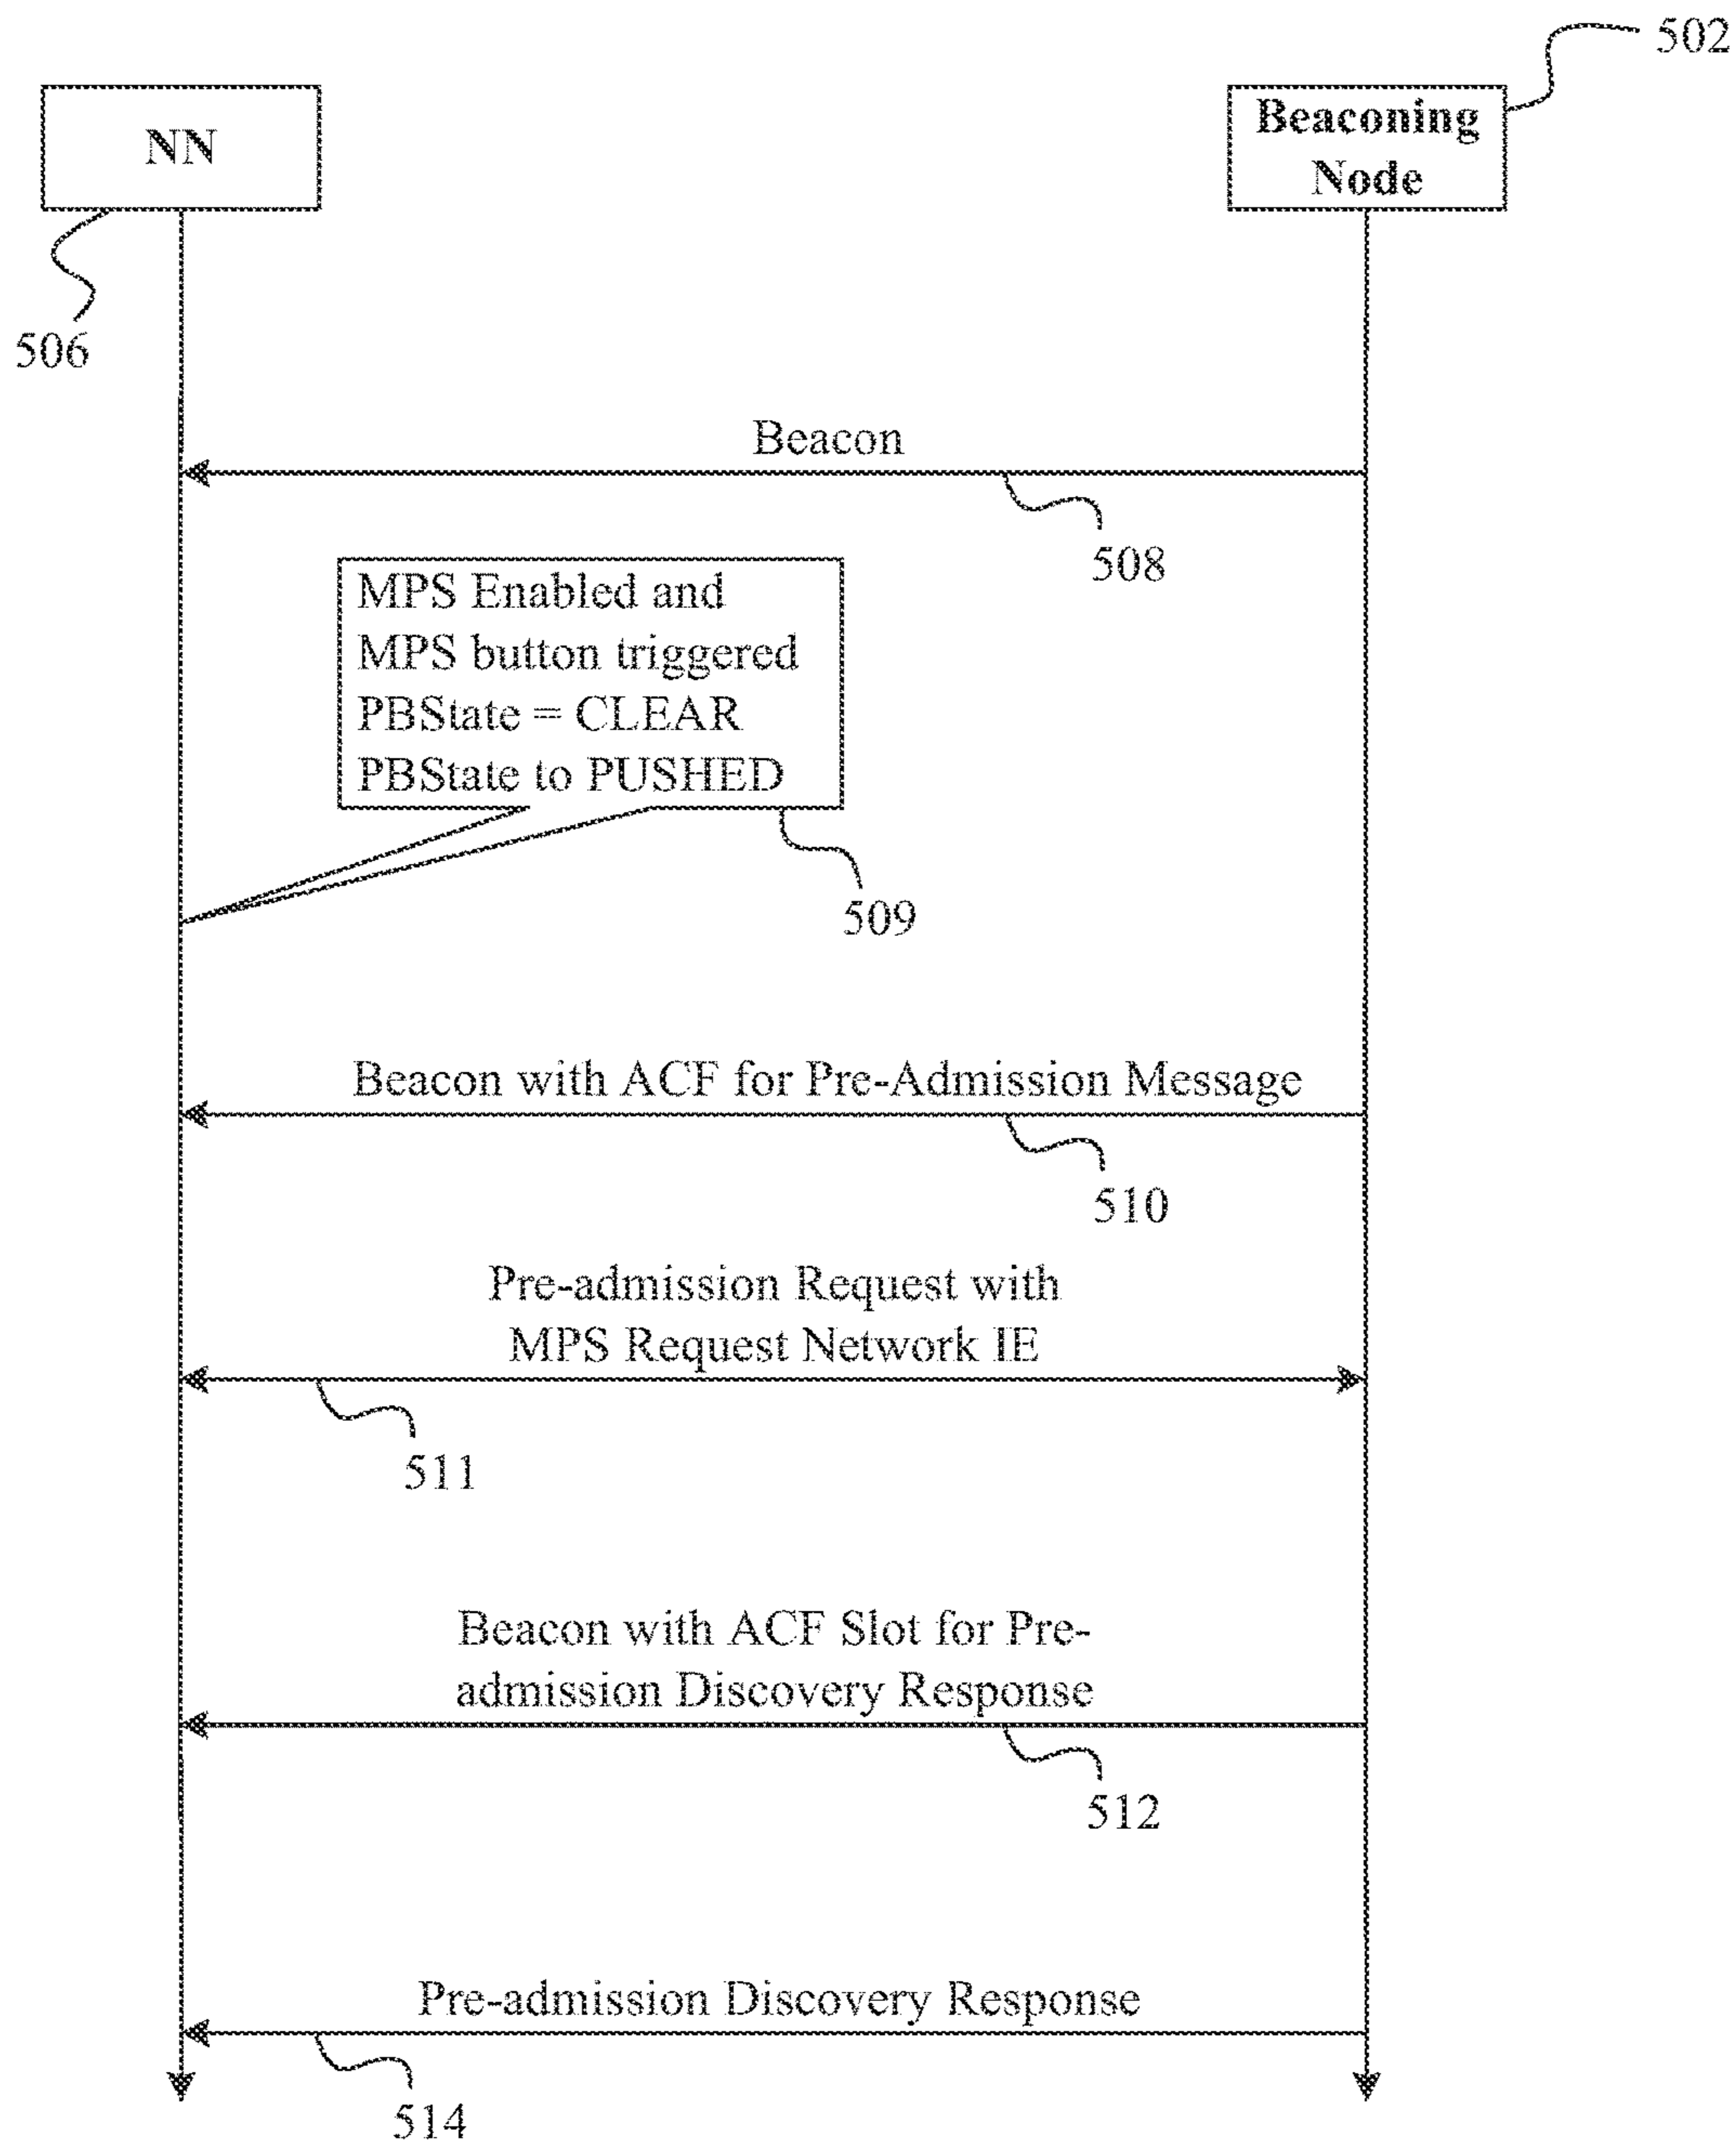 502
NN
Beaconing
Node
506
Beacon
508
MPS Enabled and
MPS button triggered
PBState = CLEAR
PBState to PUSHED
509
Beacon with ACF for Pre-Admission Message
510
Pre-admission Request with
MPS Request Network IE
511
Beacon with ACF Slot for Pre-
admission Discovery Response
512
Pre-admission Discovery Response
514